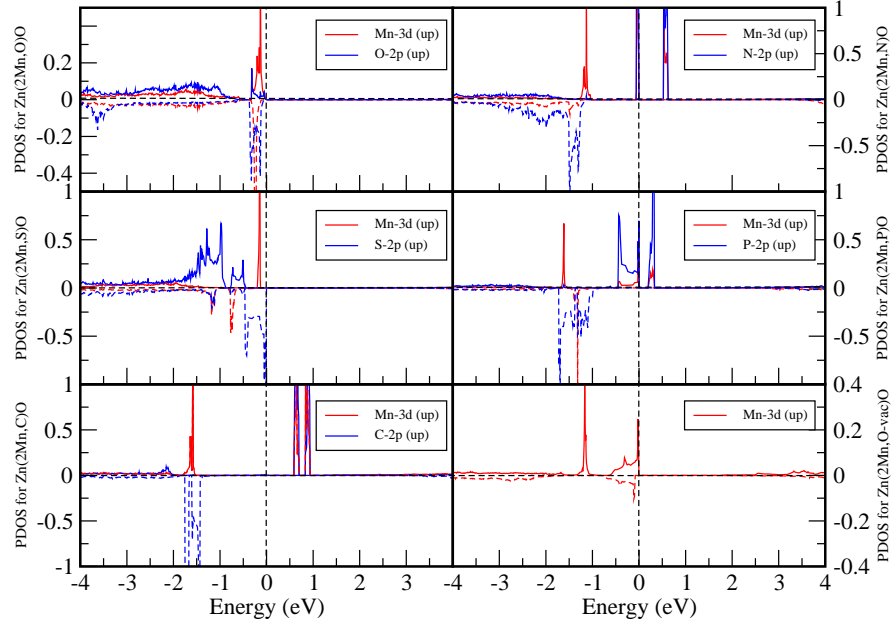 PDOS for Zn(2Mn,O)O
0.2
0
-0.2
-0.4
Mn-3d (up)
O-2p (up)
Mn-3d (up)
N-2p (up)
1
0.5
0
-0.5
-1
PDOS for Zn(2Mn,N)O
PDOS for Zn(2Mn,S)O
1
0.5
0
-0.5
Mn-3d (up)
S-2p (up)
Mn-3d (up)
P-2p (up)
1
0.5
0
-0.5
PDOS for Zn(2Mn,P)O
PDOS for Zn(2Mn,C)O
1
0.5
0
-0.5
-1
Mn-3d (up)
C-2p (up)
Mn-3d (up)
0.4
0.2
0
-0.2
-0.4
PDOS for Zn(2Mn,O-vac)O
-4 -3 -2 -1 0 1 2 3 -4 -3 -2 -1 0 1 2 3 4
Energy (eV)
Energy (eV)